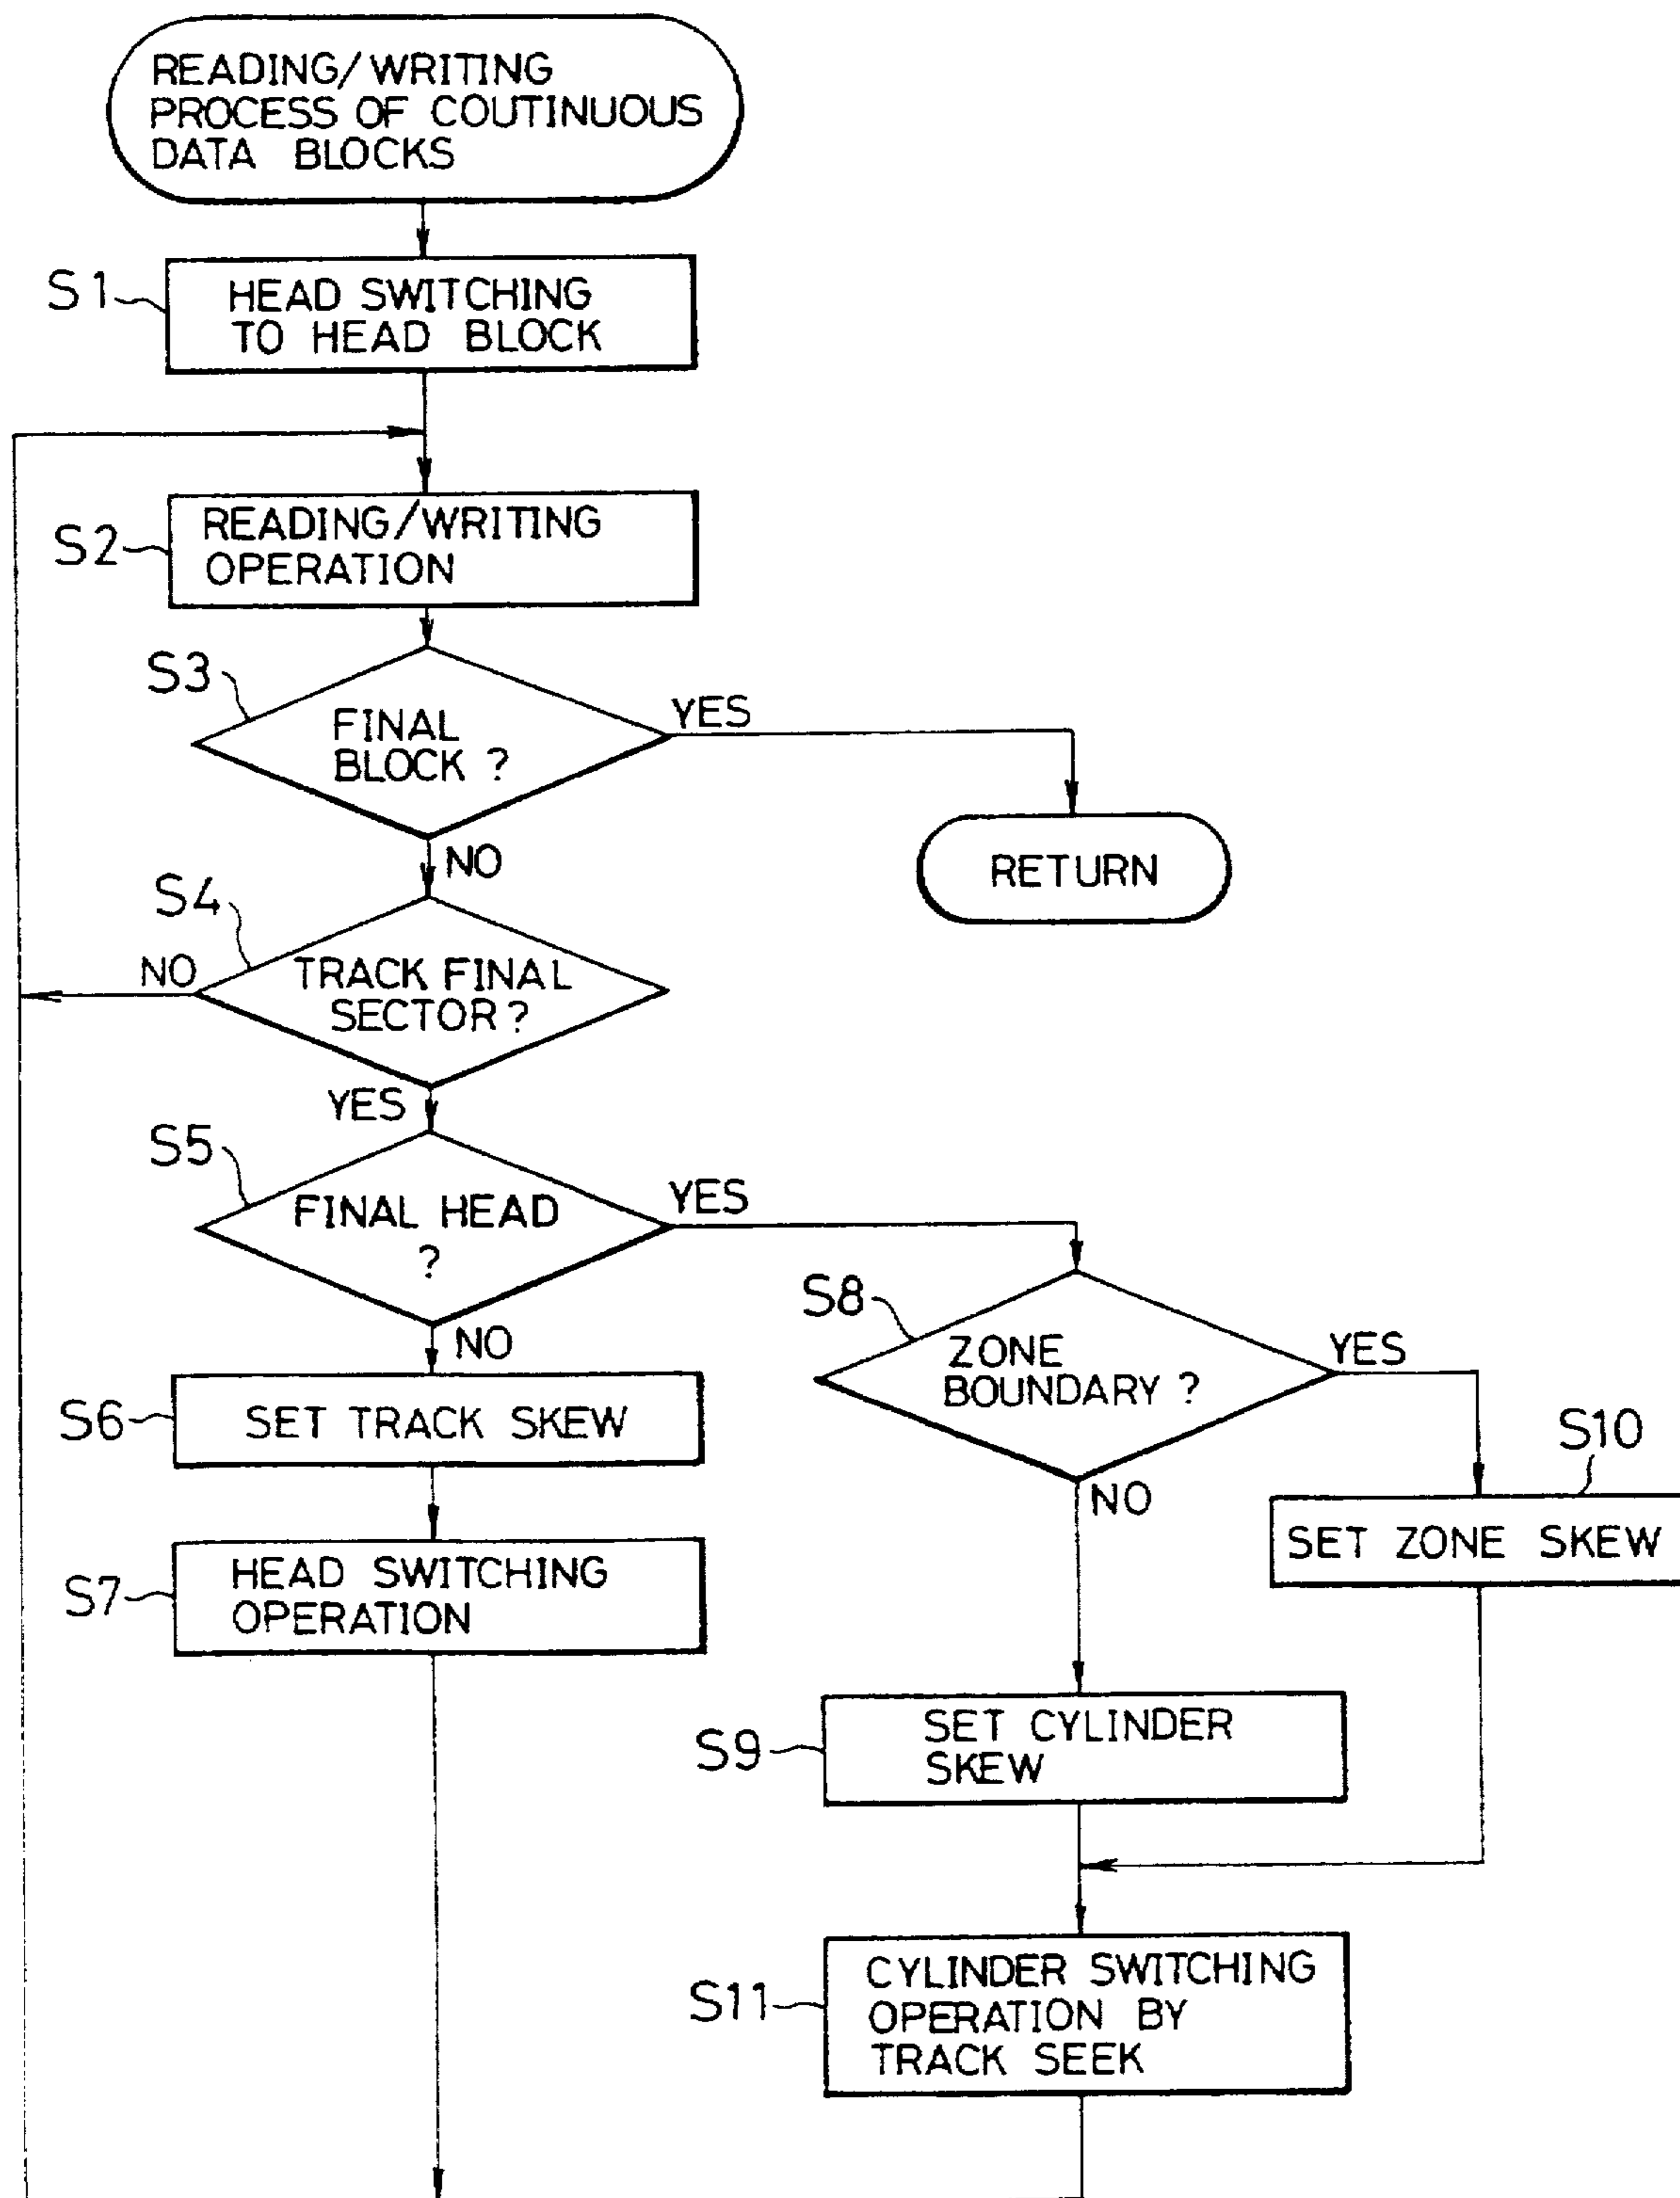 READING/WRITING
PROCESS OF COUTINUOUS
DATA BLOCKS
S1
HEAD SWITCHING
TO HEAD BLOCK
S2
READING/WRITING
OPERATION
S3
FINAL
BLOCK ?
YES
NO
RETURN
S4
NO
TRACK FINAL
SECTOR ?
YES
S5
FINAL HEAD
?
YES
NO
S8
ZONE
BOUNDARY ?
YES
NO
S6
SET TRACK SKEW
S10
SET ZONE SKEW
S7
HEAD SWITCHING
OPERATION
S9
SET CYLINDER
SKEW
S11
CYLINDER SWITCHING
OPERATION BY
TRACK SEEK